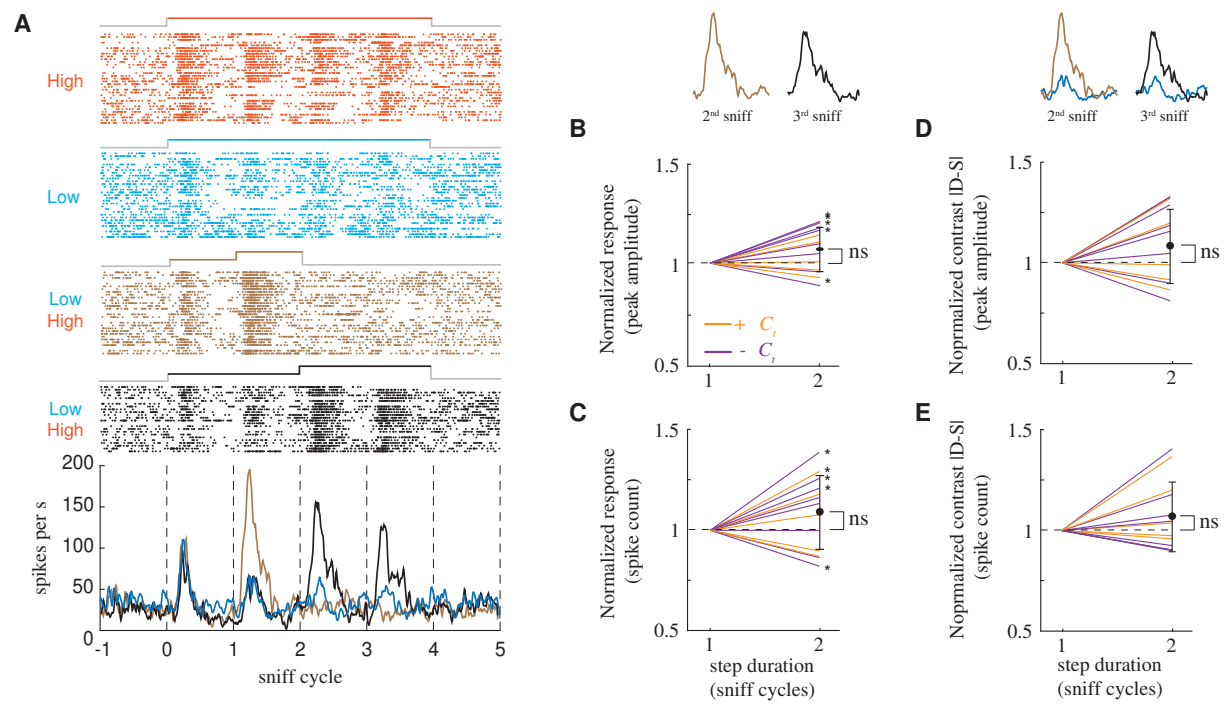 A
High
Low
Low
High
Low
High
200
150
100
50
0
spikes per s
-1 0 1 2 3 4 5
sniff cycle
2nd sniff
3rd sniff
B
Normalized response
(peak amplitude)
1.5
1
0.5
1 2
+ Ct
- Ct
*
*
*
*
ns
C
Normalized response
(spike count)
1.5
1
0.5
1 2
*
*
*
*
*
ns
step duration
(sniff cycles)
2nd sniff
3rd sniff
D
Noprmalized contrast |D-S|
(peak amplitude)
1.5
1
0.5
1 2
ns
E
Noprmalized contrast |D-S|
(spike count)
1.5
1
0.5
1 2
ns
step duration
(sniff cycles)